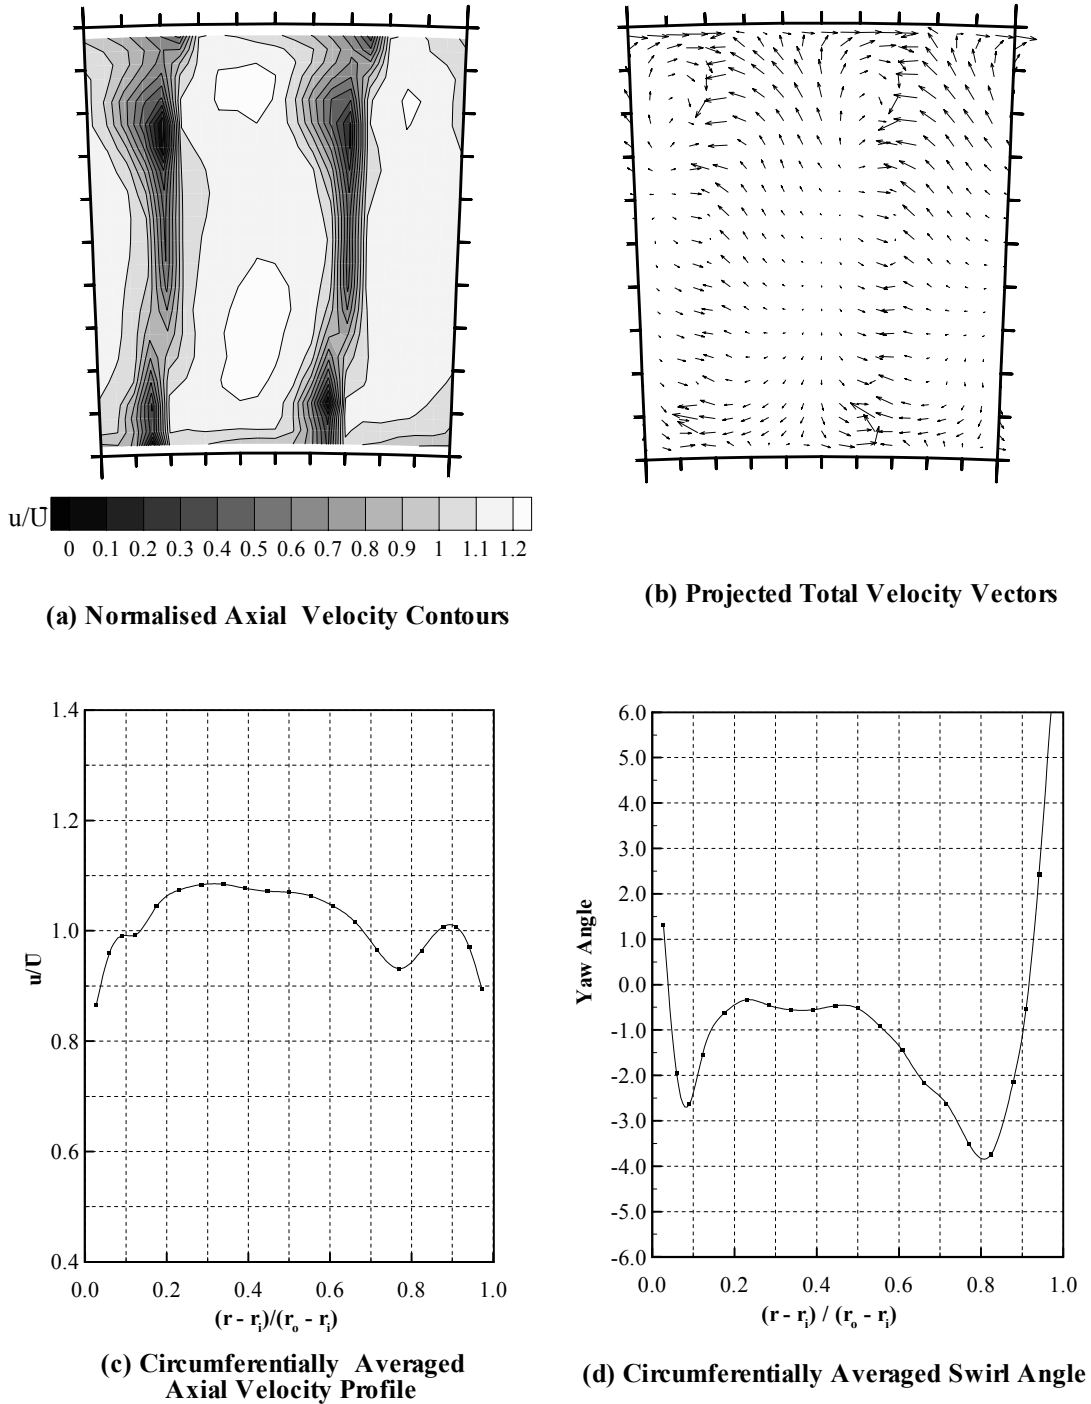 u/Ū
0 0.1 0.2 0.3 0.4 0.5 0.6 0.7 0.8 0.9 1 1.1 1.2
(a) Normalised Axial Velocity Contours
(b) Projected Total Velocity Vectors
1.4
1.2
1.0
0.8
0.6
0.4
u/Ū
0.0 0.2 0.4 0.6 0.8 1.0
(r - ri)/(ro - ri)
(c) Circumferentially Averaged
Axial Velocity Profile
6.0
5.0
4.0
3.0
2.0
1.0
0.0
-1.0
-2.0
-3.0
-4.0
-5.0
-6.0
Yaw Angle
0.0 0.2 0.4 0.6 0.8 1.0
(r - ri) / (ro - ri)
(d) Circumferentially Averaged Swirl Angle